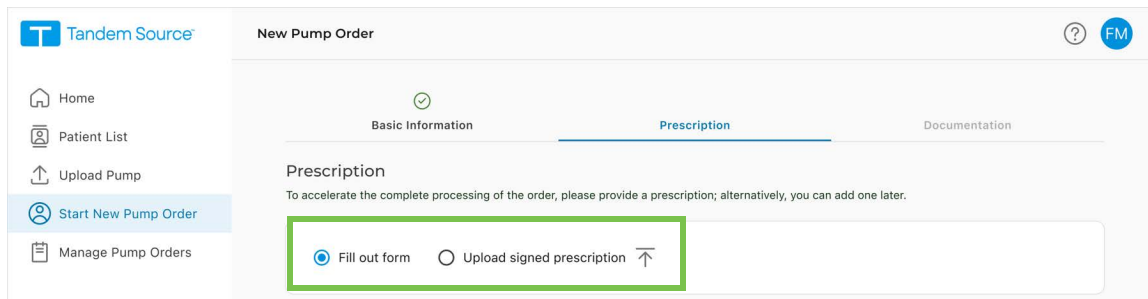 Tandem Source
New Pump Order
FM
Home
Patient List
Upload Pump
Start New Pump Order
Manage Pump Orders
Basic Information
Prescription
Documentation
Prescription
To accelerate the complete processing of the order, please provide a prescription; alternatively, you can add one later.
Fill out form
Upload signed prescription